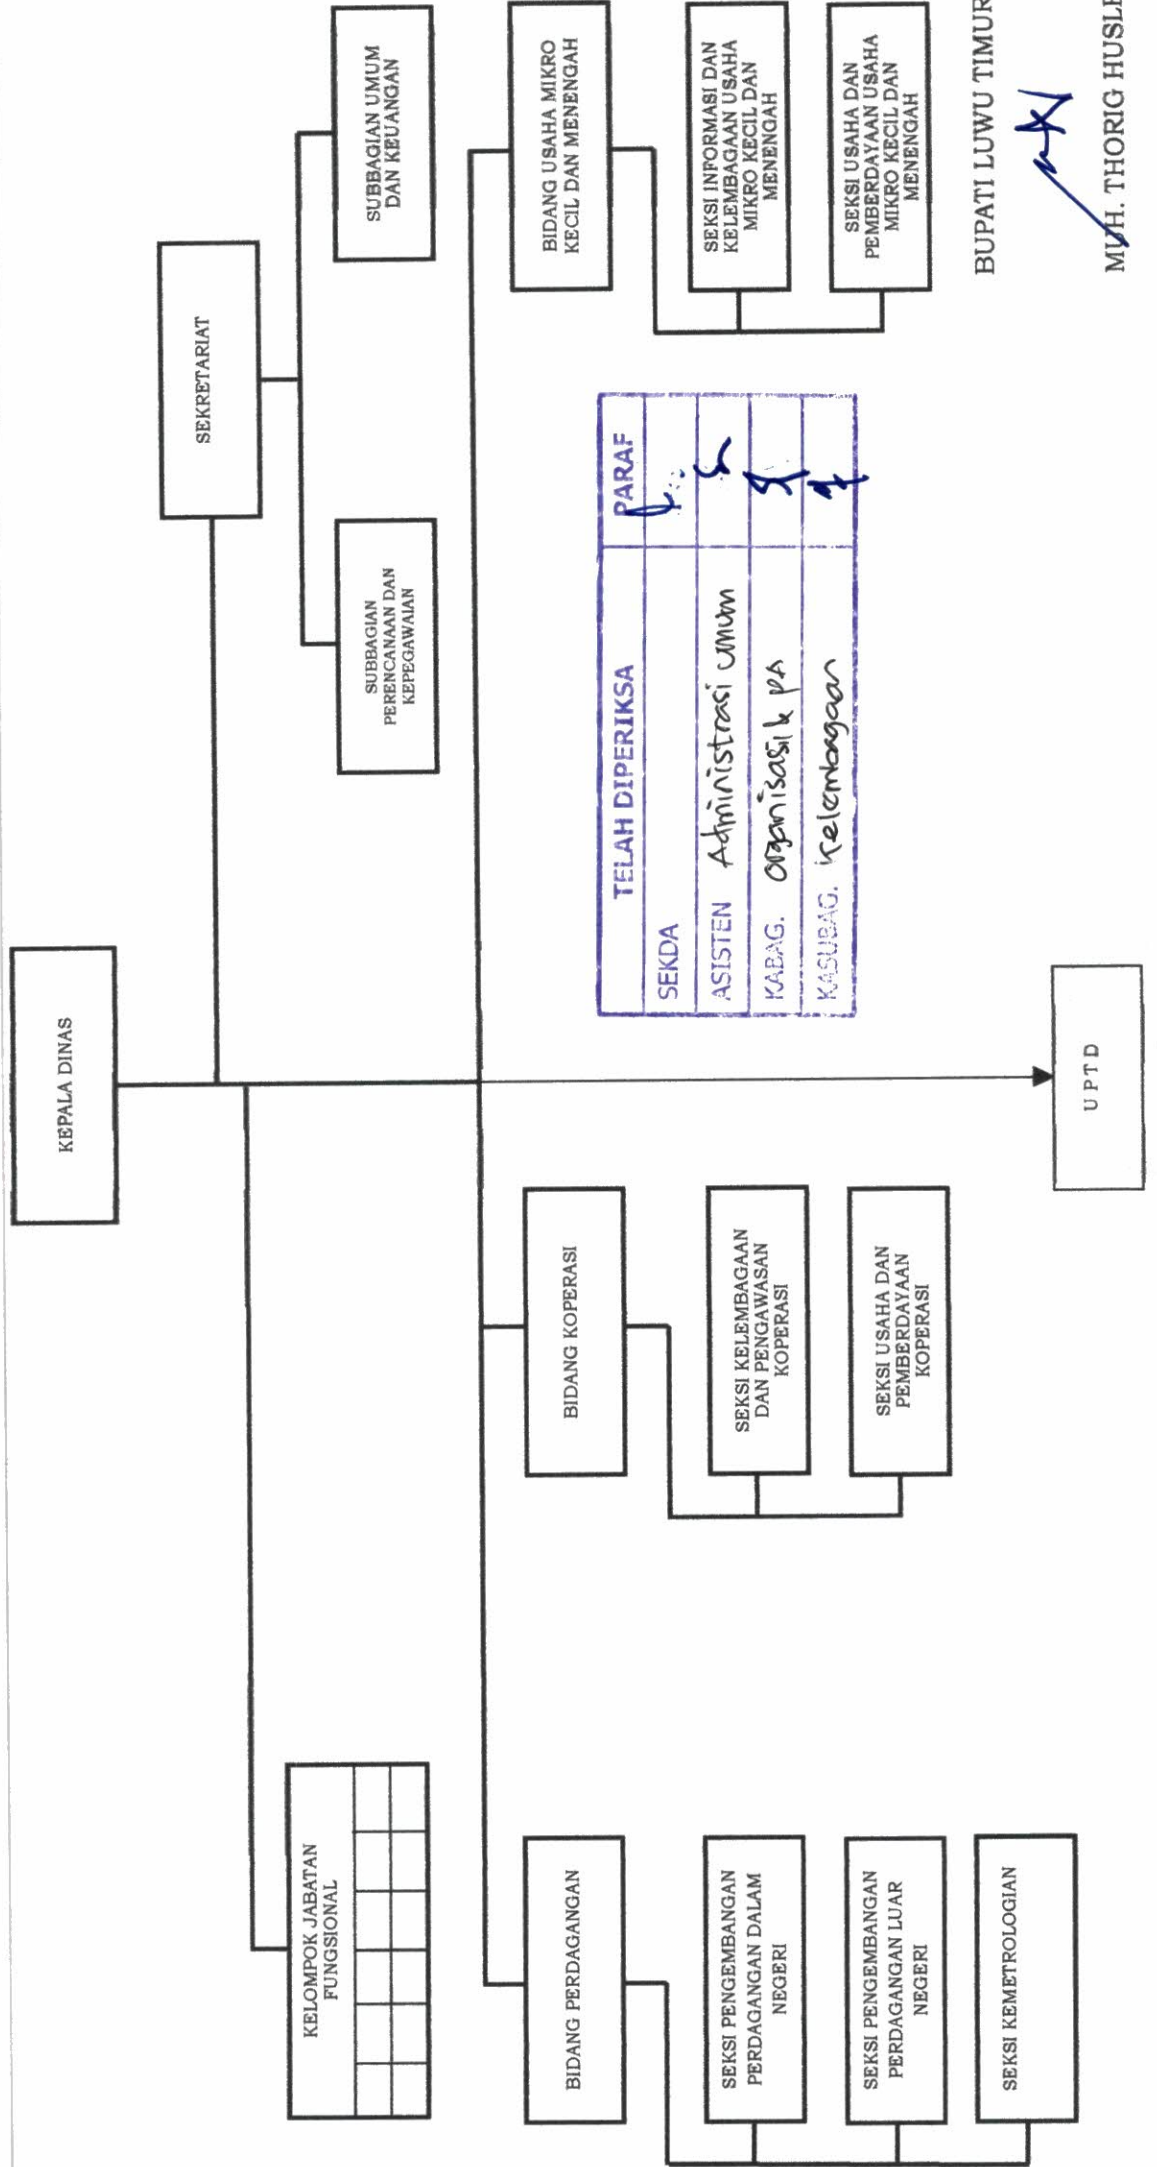 KEPALA DINAS
SEKRETARIAT
KELOMPOK JABATAN
FUNGSIONAL
SUBBAGIAN
PERENCANAAN DAN
KEPEGAWAIAN
SUBBAGIAN UMUM
DAN KEUANGAN
BIDANG PERDAGANGAN
BIDANG KOPERASI
BIDANG USAHA MIKRO
KECIL DAN MENENGAH
SEKSI PENGEMBANGAN
PERDAGANGAN DALAM
NEGERI
SEKSI PENGEMBANGAN
PERDAGANGAN LUAR
NEGERI
SEKSI KEMETROLOGIAN
SEKSI KELEMBAGAAN
DAN PENGAWASAN
KOPERASI
SEKSI USAHA DAN
PEMBERDAYAAN
KOPERASI
SEKSI INFORMASI DAN
KELEMBAGAAN USAHA
MIKRO KECIL DAN
MENENGAH
SEKSI USAHA DAN
PEMBERDAYAAN USAHA
MIKRO KECIL DAN
MENENGAH
TELAH DIPERIKSA PARAF
SEKDA
ASISTEN Administrasi umum
KABAG. organisasi
KASUBAG. Kelembagaan
U P T D
BUPATI LUWU TIMUR
MUH. THORIG HUSLE